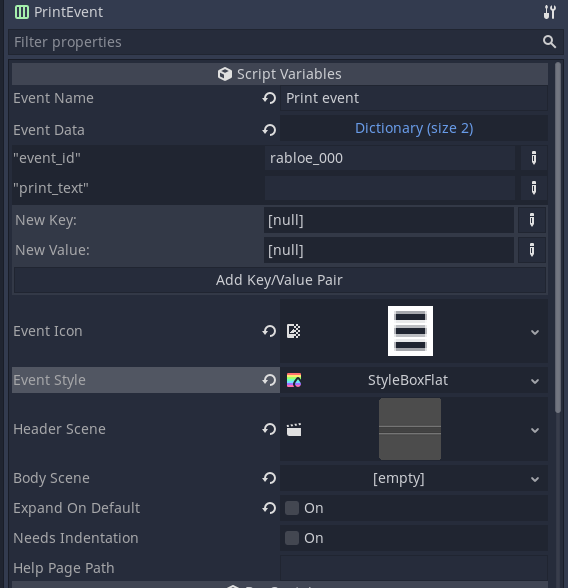 PrintEvent
Filter properties
Script Variables
Event Name Print event
Event Data Dictionary (size 2)
"event_id" rabloe_000
"print_text"
New Key: [null]
New Value: [null]
Add Key/Value Pair
Event Icon
Event Style StyleBoxFlat
Header Scene
Body Scene [empty]
Expand On Default On
Needs Indentation On
Help Page Path